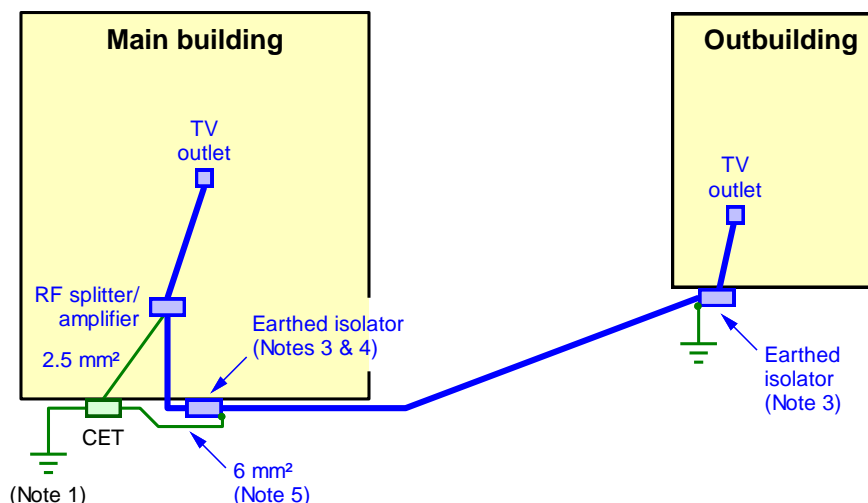 Main building
Outbuilding
TV
outlet
TV
outlet
RF splitter/
amplifier
Earthed isolator
(Notes 3 & 4)
2.5 mm²
Earthed
isolator
(Note 3)
CET
6 mm²
(Note 5)
(Note 1)